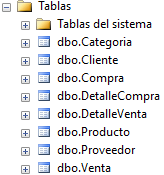 Tablas
Tablas del sistema
dbo.Categoria
dbo.Cliente
dbo.Compra
dbo.DetalleCompra
dbo.DetalleVenta
dbo.Producto
dbo.Proveedor
dbo.Venta